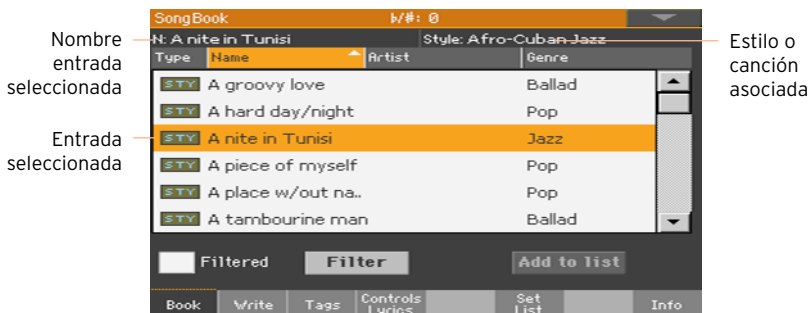 SongBook b/#: 0
N: A nite in Tunisi Style: Afro-Cuban Jazz
Type Name Artist Genre
STY A groovy love Ballad
STY A hard day/night Pop
STY A nite in Tunisi Jazz
STY A piece of myself Pop
STY A place w/out na.. Pop
STY A tambourine man Ballad
Filtered Filter Add to list
Book Write Tags Controls Lyrics Set List Info
Nombre
entrada
seleccionada
Entrada
seleccionada
Estilo o
canción
asociada